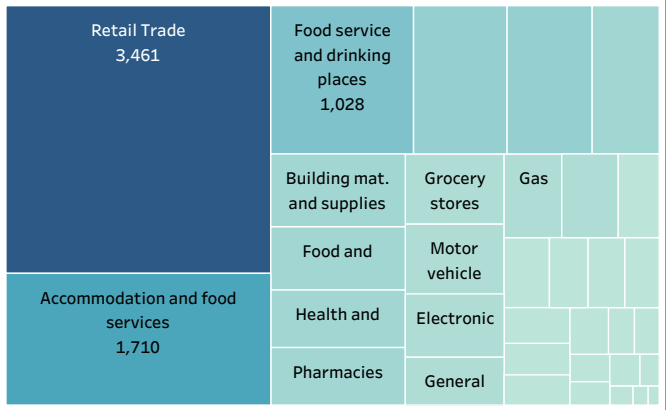 Retail Trade
3,461
Accommodation and food
services
1,710
Food service
and drinking
places
1,028
Building mat.
and supplies
Food and
Health and
Pharmacies
Grocery
stores
Motor
vehicle
Electronic
General
Gas